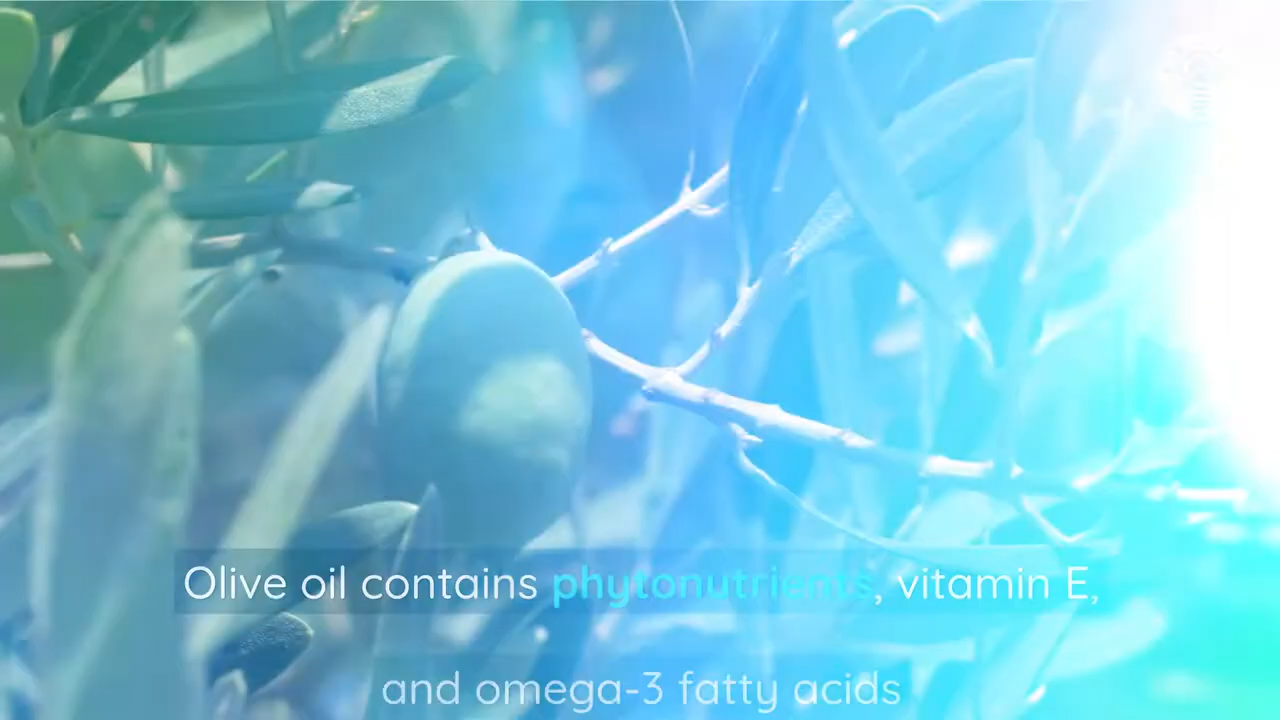 Olive oil contains phytonutrients, vitamin E,
and omega-3 fatty acids